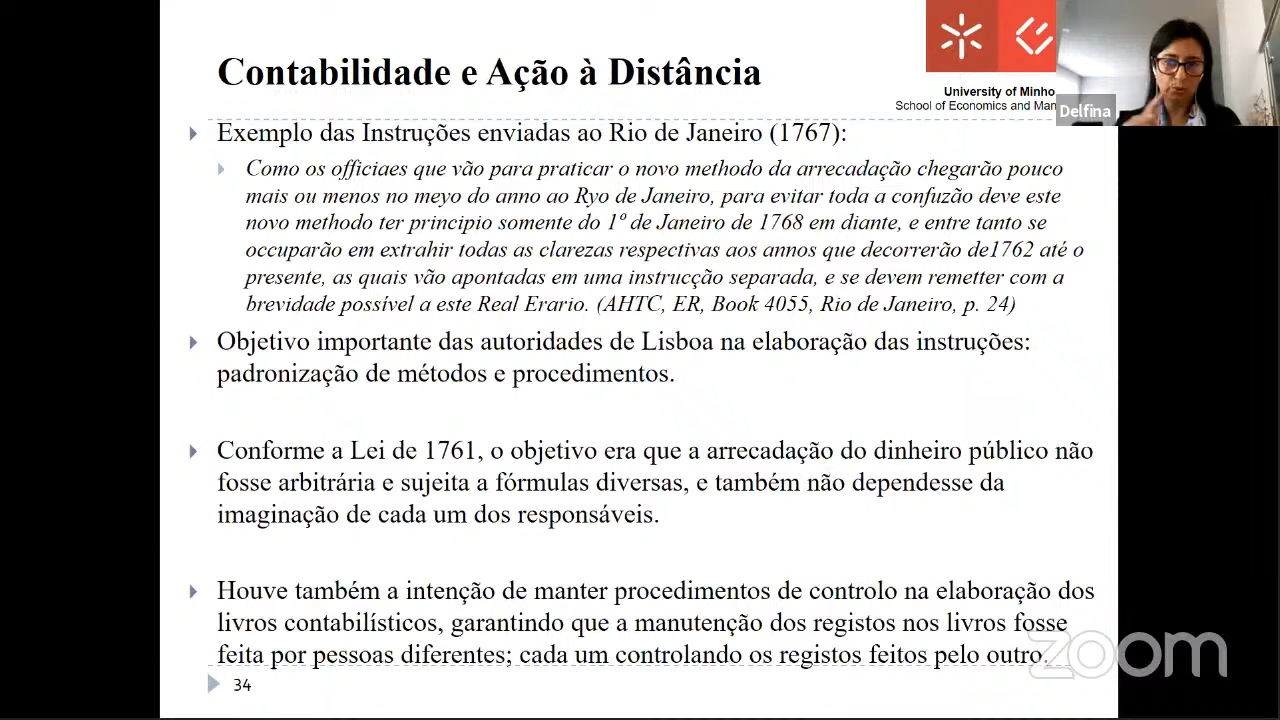 Contabilidade e Ação à Distância
University of Minho
School of Economics and Man
Delfina
Exemplo das Instruções enviadas ao Rio de Janeiro (1767):
Como os officiaes que vão para praticar o novo methodo da arrecadação chegarão pouco
mais ou menos no meyo do anno ao Ryo de Janeiro, para evitar toda a confuzão deve este
novo methodo ter principio somente do 1º de Janeiro de 1768 em diante, e entre tanto se
occuparão em extrahir todas as clarezas respectivas aos annos que decorrerão de1762 até o
presente, as quais vão apontadas em uma instrucção separada, e se devem remetter com a
brevidade possível a este Real Erario. (AHTC, ER, Book 4055, Rio de Janeiro, p. 24)
Objetivo importante das autoridades de Lisboa na elaboração das instruções:
padronização de métodos e procedimentos.
Conforme a Lei de 1761, o objetivo era que a arrecadação do dinheiro público não
fosse arbitrária e sujeita a fórmulas diversas, e também não dependesse da
imaginação de cada um dos responsáveis.
Houve também a intenção de manter procedimentos de controlo na elaboração dos
livros contabilísticos, garantindo que a manutenção dos registos nos livros fosse
feita por pessoas diferentes; cada um controlando os registos feitos pelo outro.
zoom
34